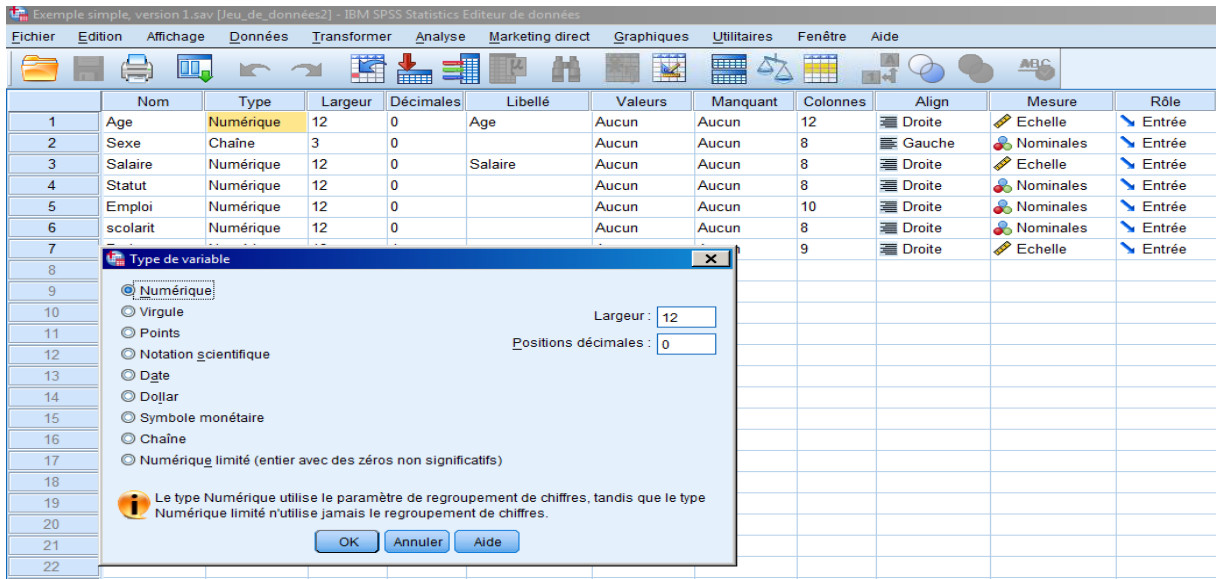 Exemple simple, version 1.sav [Jeu_de_données2] - IBM SPSS Statistics Editeur de données
Fichier Edition Affichage Données Transformer Analyse Marketing direct Graphiques Utilitaires Fenêtre Aide
Nom Type Largeur Décimales Libellé Valeurs Manquant Colonnes Align Mesure Rôle
1 Age Numérique 12 0 Age Aucun Aucun 12 Droite Echelle Entrée
2 Sexe Chaîne 3 0 Aucun Aucun 8 Gauche Nominales Entrée
3 Salaire Numérique 12 0 Salaire Aucun Aucun 8 Droite Echelle Entrée
4 Statut Numérique 12 0 Aucun Aucun 8 Droite Nominales Entrée
5 Emploi Numérique 12 0 Aucun Aucun 10 Droite Nominales Entrée
6 scolarit Numérique 12 0 Aucun Aucun 8 Droite Nominales Entrée
7 9 Droite Echelle Entrée
8
9
10
11
12
13
14
15
16
17
18
19
20
21
22
Type de variable
Numérique
Virgule
Points
Notation scientifique
Date
Dollar
Symbole monétaire
Chaîne
Numérique limité (entier avec des zéros non significatifs)
Largeur : 12
Positions décimales : 0
Le type Numérique utilise le paramètre de regroupement de chiffres, tandis que le type
Numérique limité n'utilise jamais le regroupement de chiffres.
OK Annuler Aide